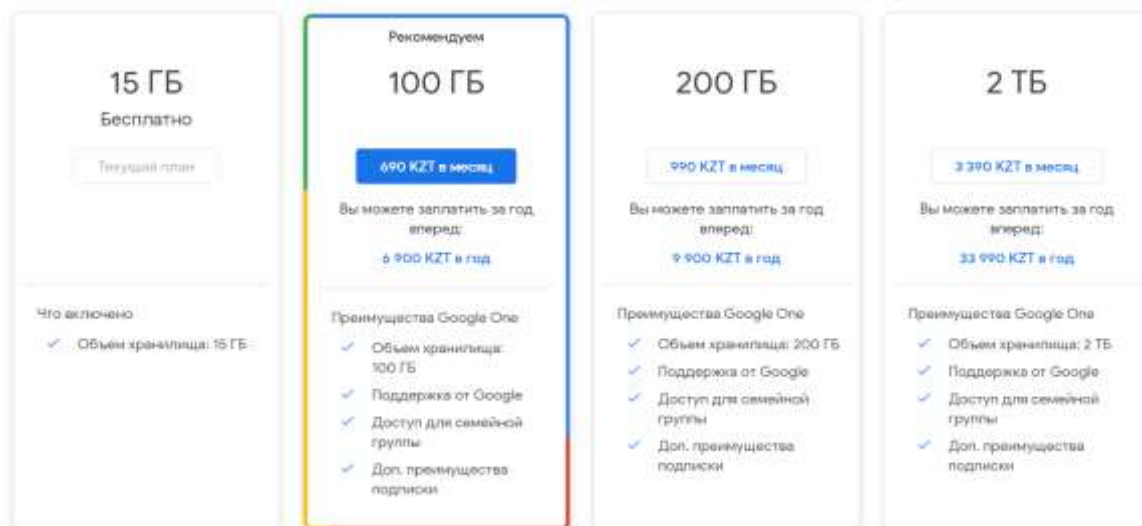 15 ГБ
Бесплатно
Текущий план
Что включено
Объем хранилища: 15 ГБ
Рекомендуем
100 ГБ
690 KZT в месяц
Вы можете заплатить за год
вперед:
6 900 KZT в год
Преимущества Google One
Объем хранилища:
100 ГБ
Поддержка от Google
Доступ для семейной
группы
Доп. преимущества
подписки
200 ГБ
990 KZT в месяц
Вы можете заплатить за год
вперед:
9 900 KZT в год
Преимущества Google One
Объем хранилища: 200 ГБ
Поддержка от Google
Доступ для семейной
группы
Доп. преимущества
подписки
2 ТБ
3 390 KZT в месяц
Вы можете заплатить за год
вперед:
33 990 KZT в год
Преимущества Google One
Объем хранилища: 2 ТБ
Поддержка от Google
Доступ для семейной
группы
Доп. преимущества
подписки